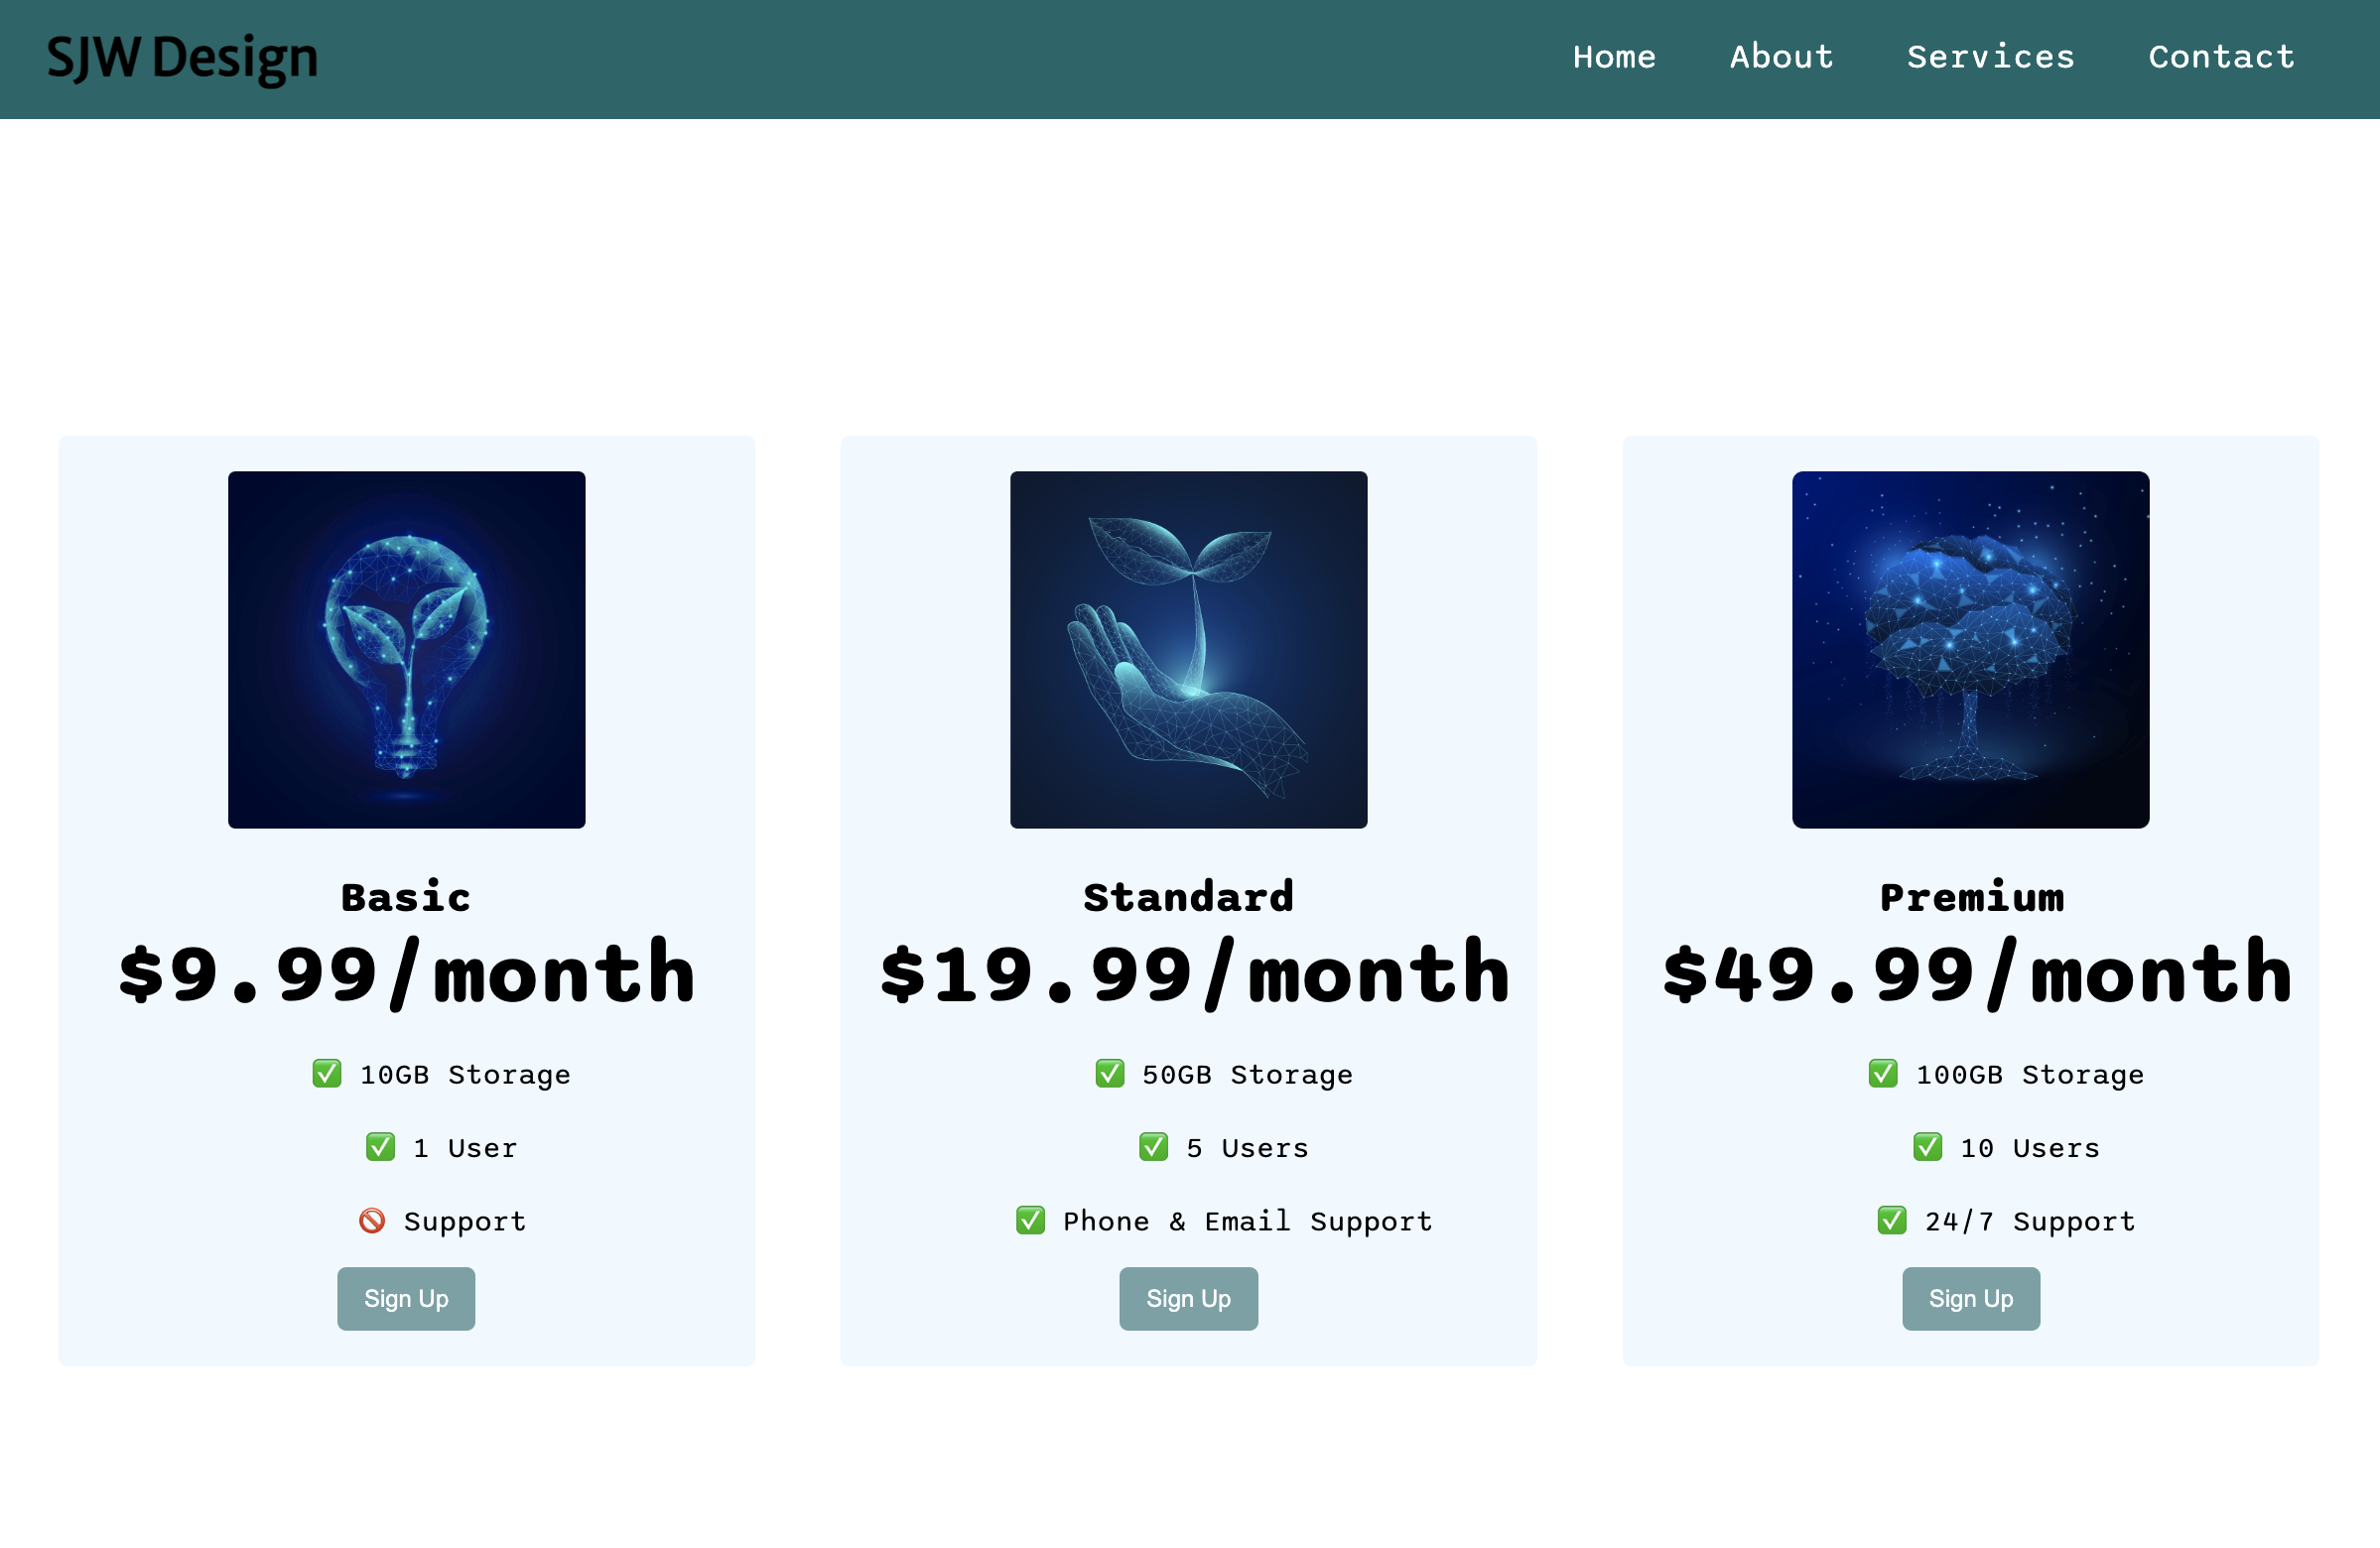 SJW Design
Home About Services Contact
Basic
$9.99/month
✅ 10GB Storage
✅ 1 User
🚫 Support
Sign Up
Standard
$19.99/month
✅ 50GB Storage
✅ 5 Users
✅ Phone & Email Support
Sign Up
Premium
$49.99/month
✅ 100GB Storage
✅ 10 Users
✅ 24/7 Support
Sign Up